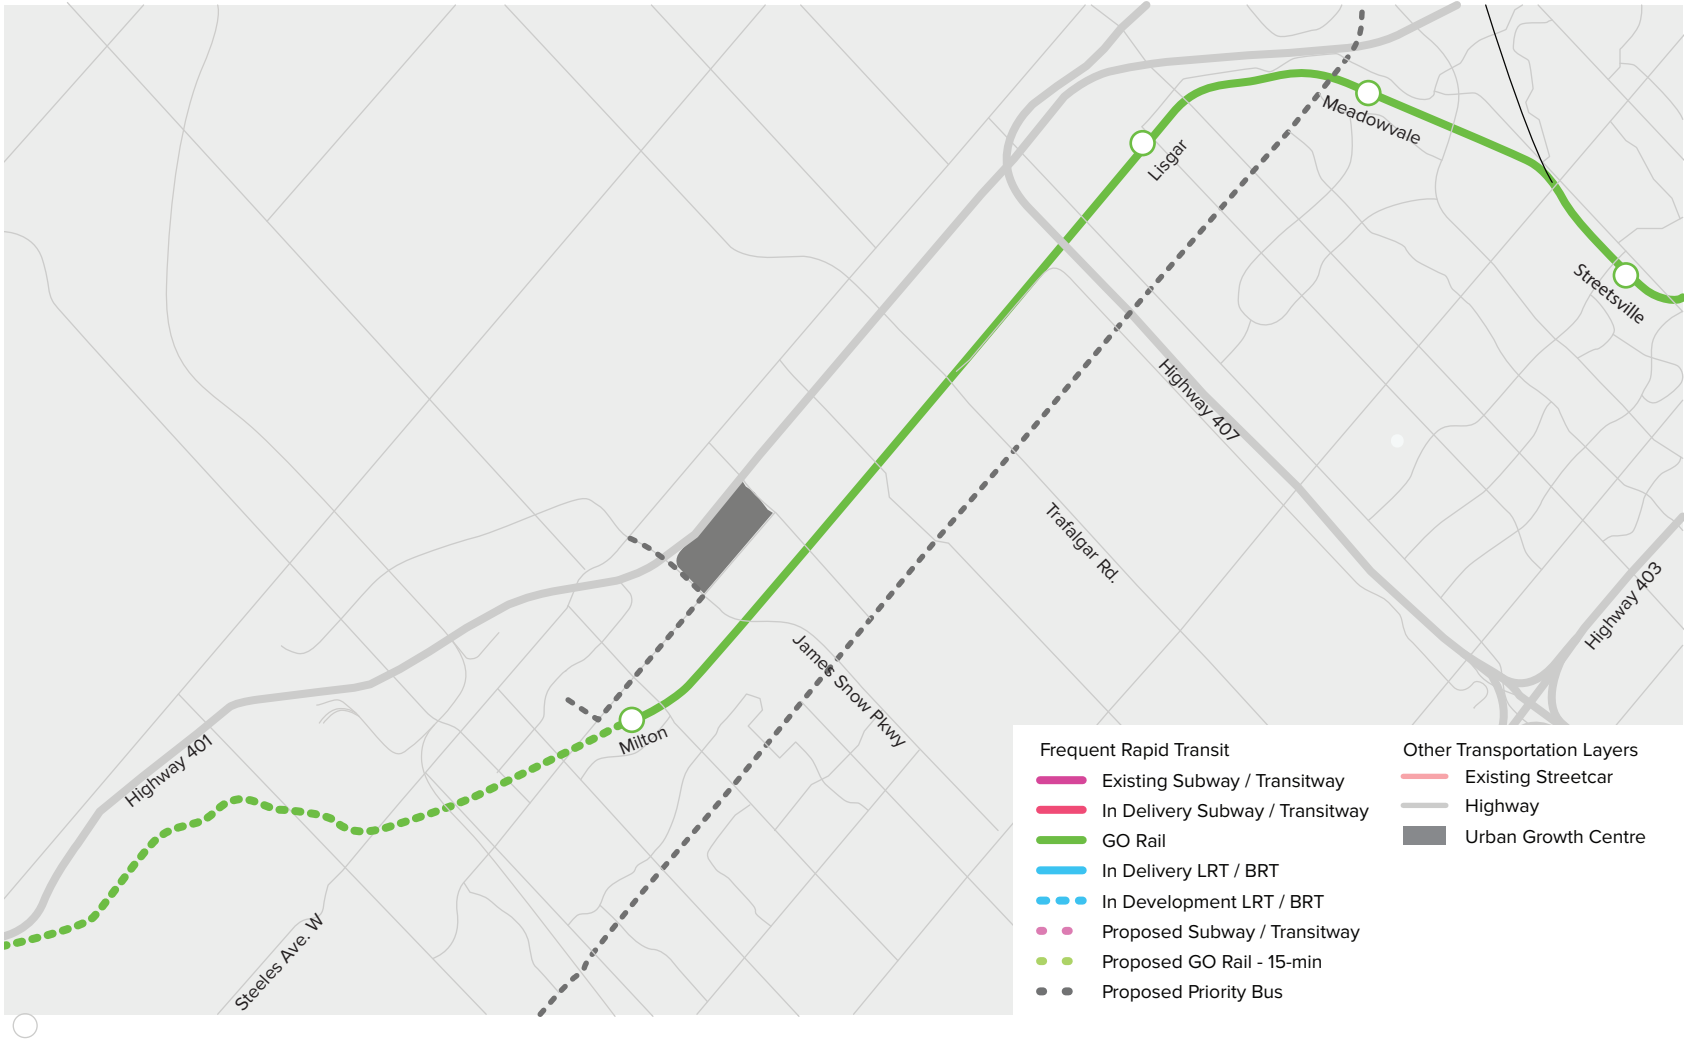 Meadowvale
Lisgar
Streetsville
Highway 407
Trafalgar Rd.
Highway 403
James Snow Pkwy
Milton
Highway 401
Steeles Ave. W
Frequent Rapid Transit
Existing Subway / Transitway
In Delivery Subway / Transitway
GO Rail
In Delivery LRT / BRT
In Development LRT / BRT
Proposed Subway / Transitway
Proposed GO Rail - 15-min
Proposed Priority Bus
Other Transportation Layers
Existing Streetcar
Highway
Urban Growth Centre